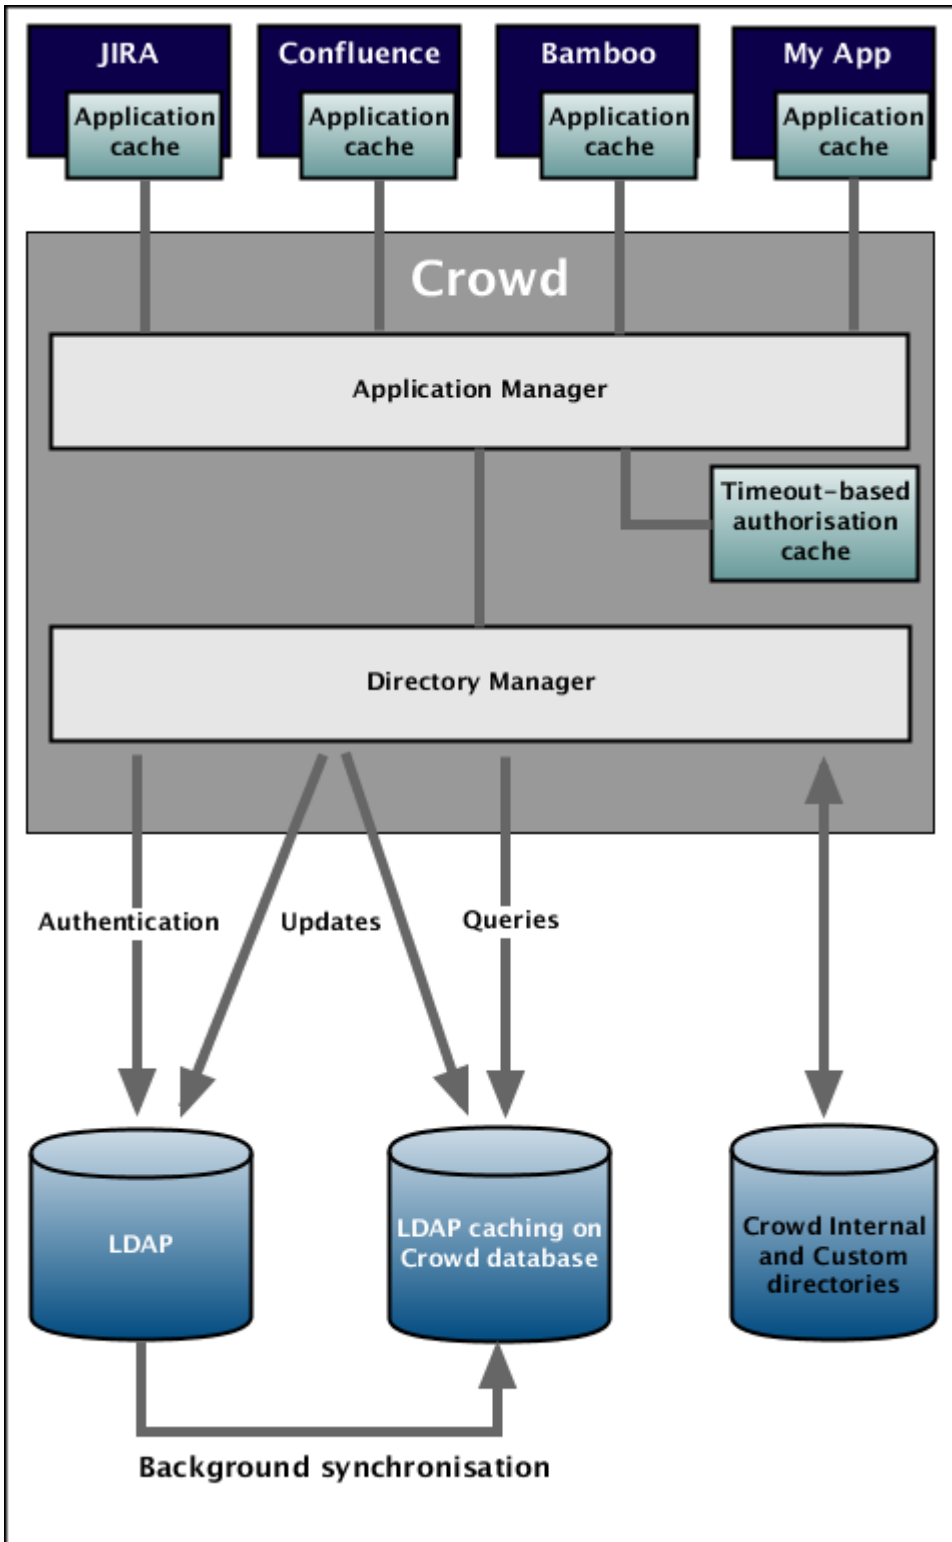 JIRA
Confluence
Bamboo
My App
Application
cache
Application
cache
Application
cache
Application
cache
Crowd
Application Manager
Timeout-based
authorisation
cache
Directory Manager
Authentication
Updates
Queries
LDAP
LDAP caching on
Crowd database
Crowd Internal
and Custom
directories
Background synchronisation